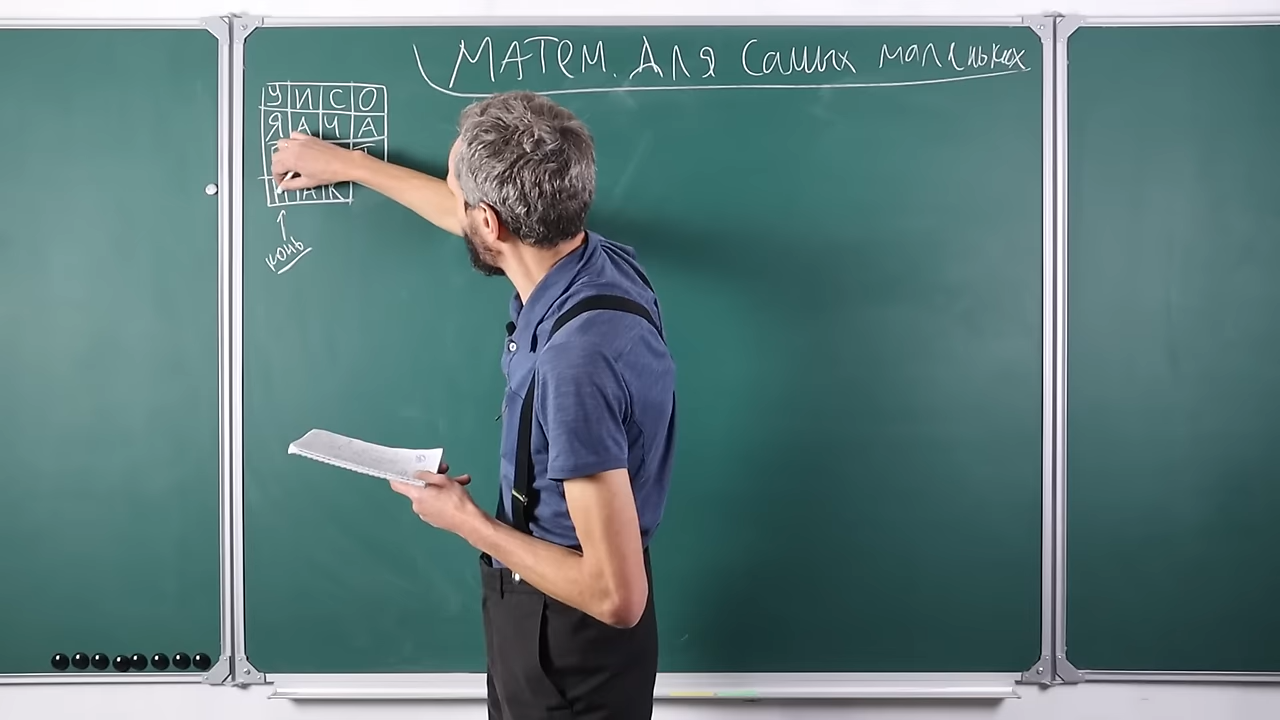 МАТЕМ. ДЛЯ САМЫХ МАЛЕНЬКИХ
У И С О
Я А Ч А
Т
А К
конь